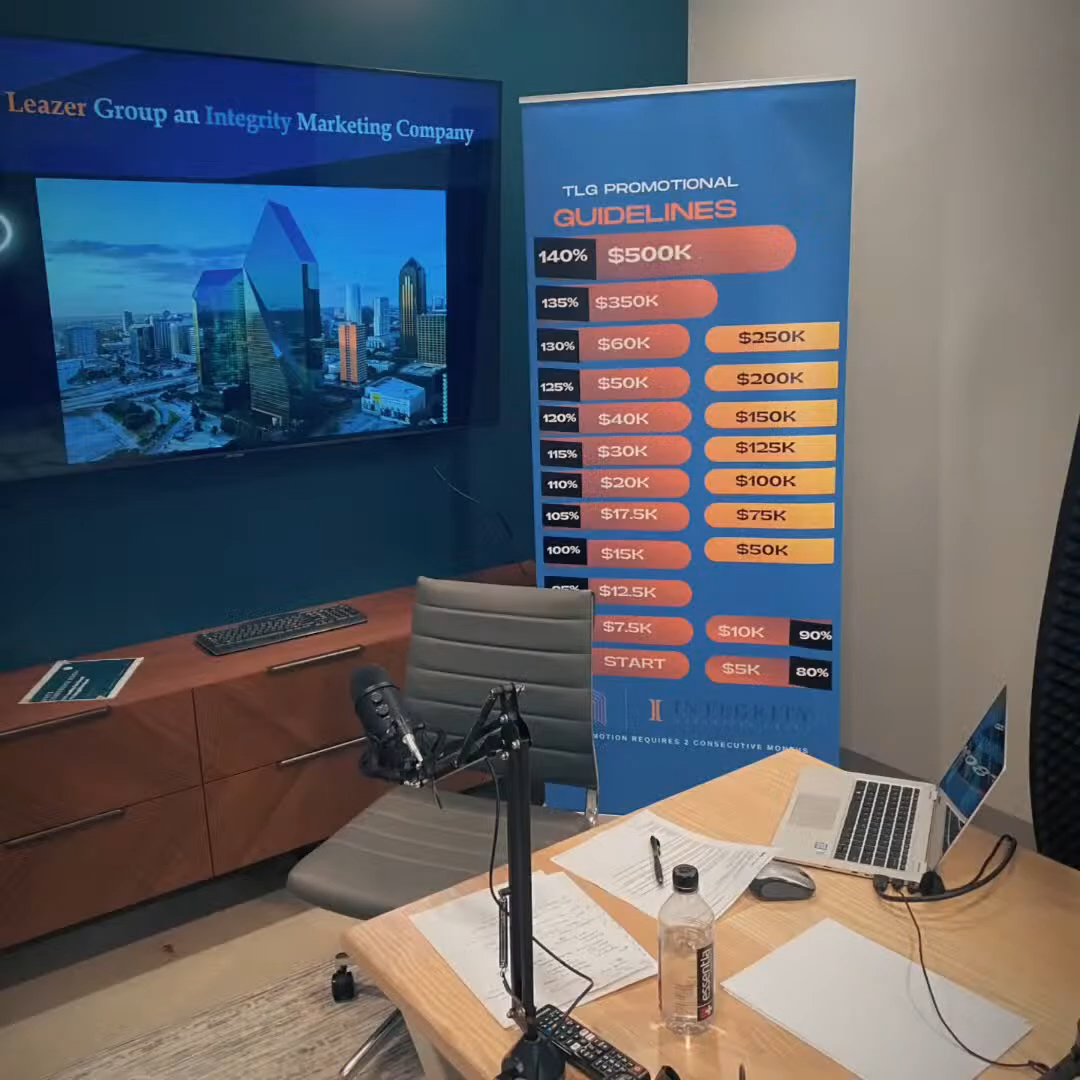 Leazer Group an Integrity Marketing Company
TLG PROMOTIONAL
GUIDELINES
140% $500K
135% $350K
130% $60K $250K
125% $50K $200K
120% $40K $150K
115% $30K $125K
110% $20K $100K
105% $17.5K $75K
100% $15K $50K
$12.5K
$7.5K $10K 90%
START $5K 80%
INTEGRITY
REQUIRES 2 CONSECUTIVE MONTHS
essentia